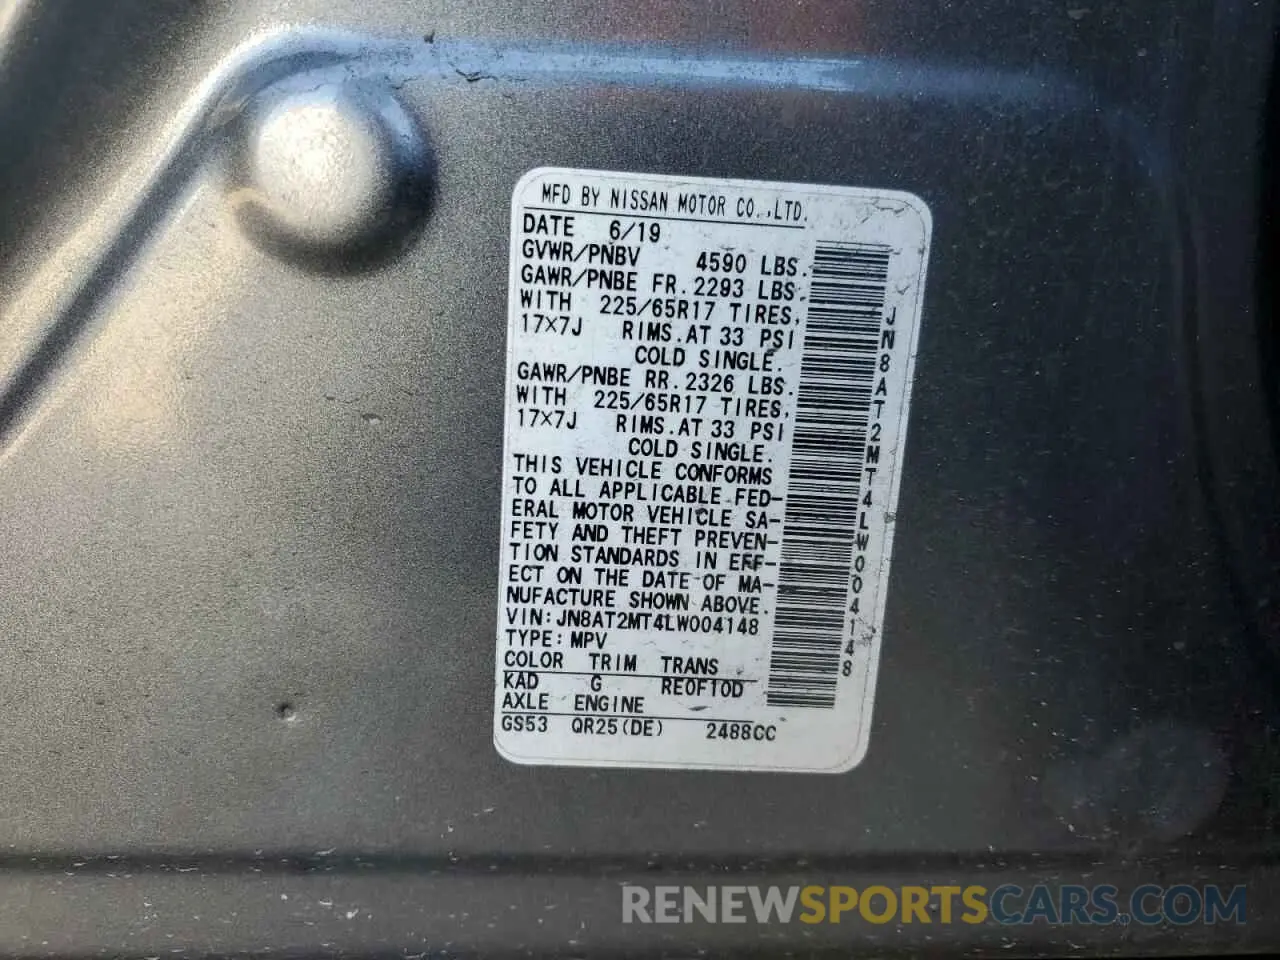 MFD BY NISSAN MOTOR CO.,LTD.
DATE 6/19
GVWR/PNBV 4590 LBS.
GAWR/PNBE FR. 2293 LBS.
WITH 225/65R17 TIRES,
17×7J RIMS. AT 33 PSI
COLD SINGLE.
GAWR/PNBE RR. 2326 LBS.
WITH 225/65R17 TIRES,
17×7J RIMS. AT 33 PSI
COLD SINGLE.
THIS VEHICLE CONFORMS
TO ALL APPLICABLE FED-
ERAL MOTOR VEHICLE SA-
FETY AND THEFT PREVEN-
TION STANDARDS IN EFF-
ECT ON THE DATE OF MA-
NUFACTURE SHOWN ABOVE.
VIN: JN8AT2MT4LW004148
TYPE: MPV
COLOR TRIM TRANS
KAD G RE0F10D
AXLE ENGINE
GS53 QR25(DE) 2488CC
JN8AT2MT4LW004148
RENEWSPORTSCARS.COM